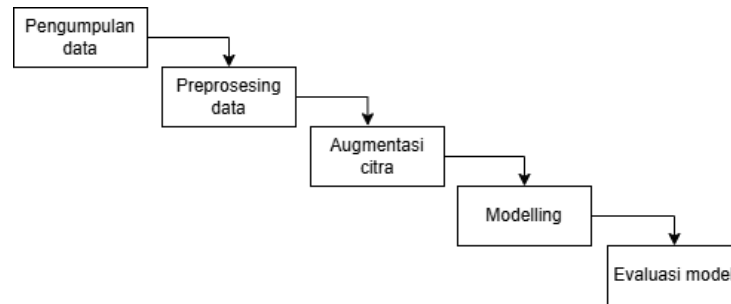 Pengumpulan
data
Preprosesing
data
Augmentasi
citra
Modelling
Evaluasi model